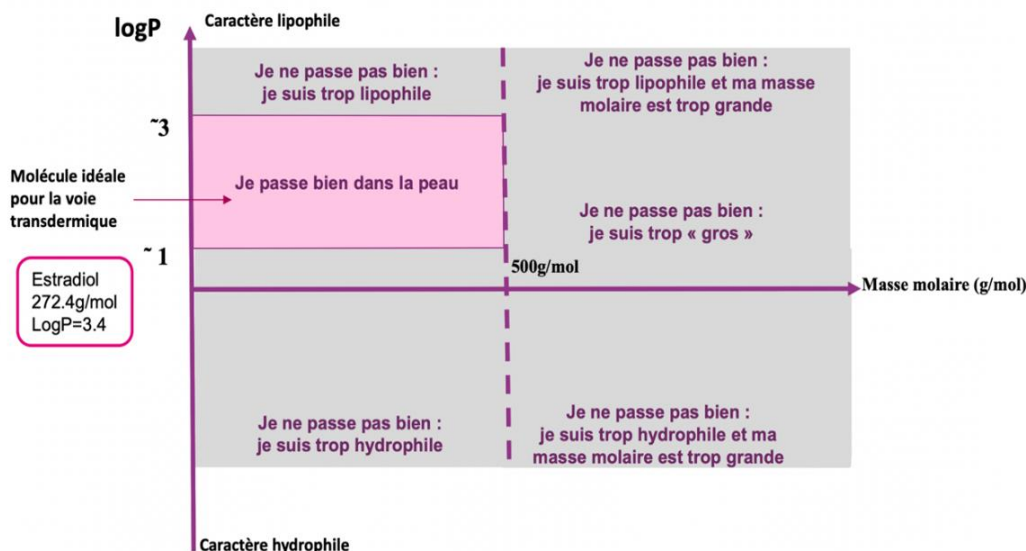 Caractère lipophile
logP
Je ne passe pas bien :
je suis trop lipophile
Je ne passe pas bien :
je suis trop lipophile et ma masse
molaire est trop grande
~3
Molécule idéale
pour la voie
transdermique
Je passe bien dans la peau
Je ne passe pas bien :
je suis trop « gros »
~ 1
500g/mol
Masse molaire (g/mol)
Estradiol
272.4g/mol
LogP=3.4
Je ne passe pas bien :
je suis trop hydrophile
Je ne passe pas bien :
je suis trop hydrophile et ma
masse molaire est trop grande
Caractère hydrophile